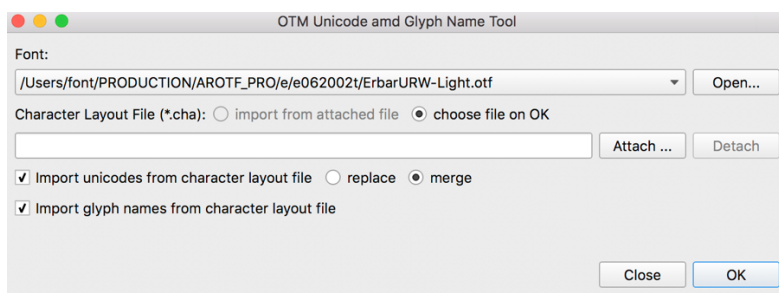 OTM Unicode amd Glyph Name Tool
Font:
/Users/font/PRODUCTION/AROTF_PRO/e/e062002t/ErbarURW-Light.otf Open...
Character Layout File (*.cha): import from attached file choose file on OK
Attach ... Detach
Import unicodes from character layout file replace merge
Import glyph names from character layout file
Close OK